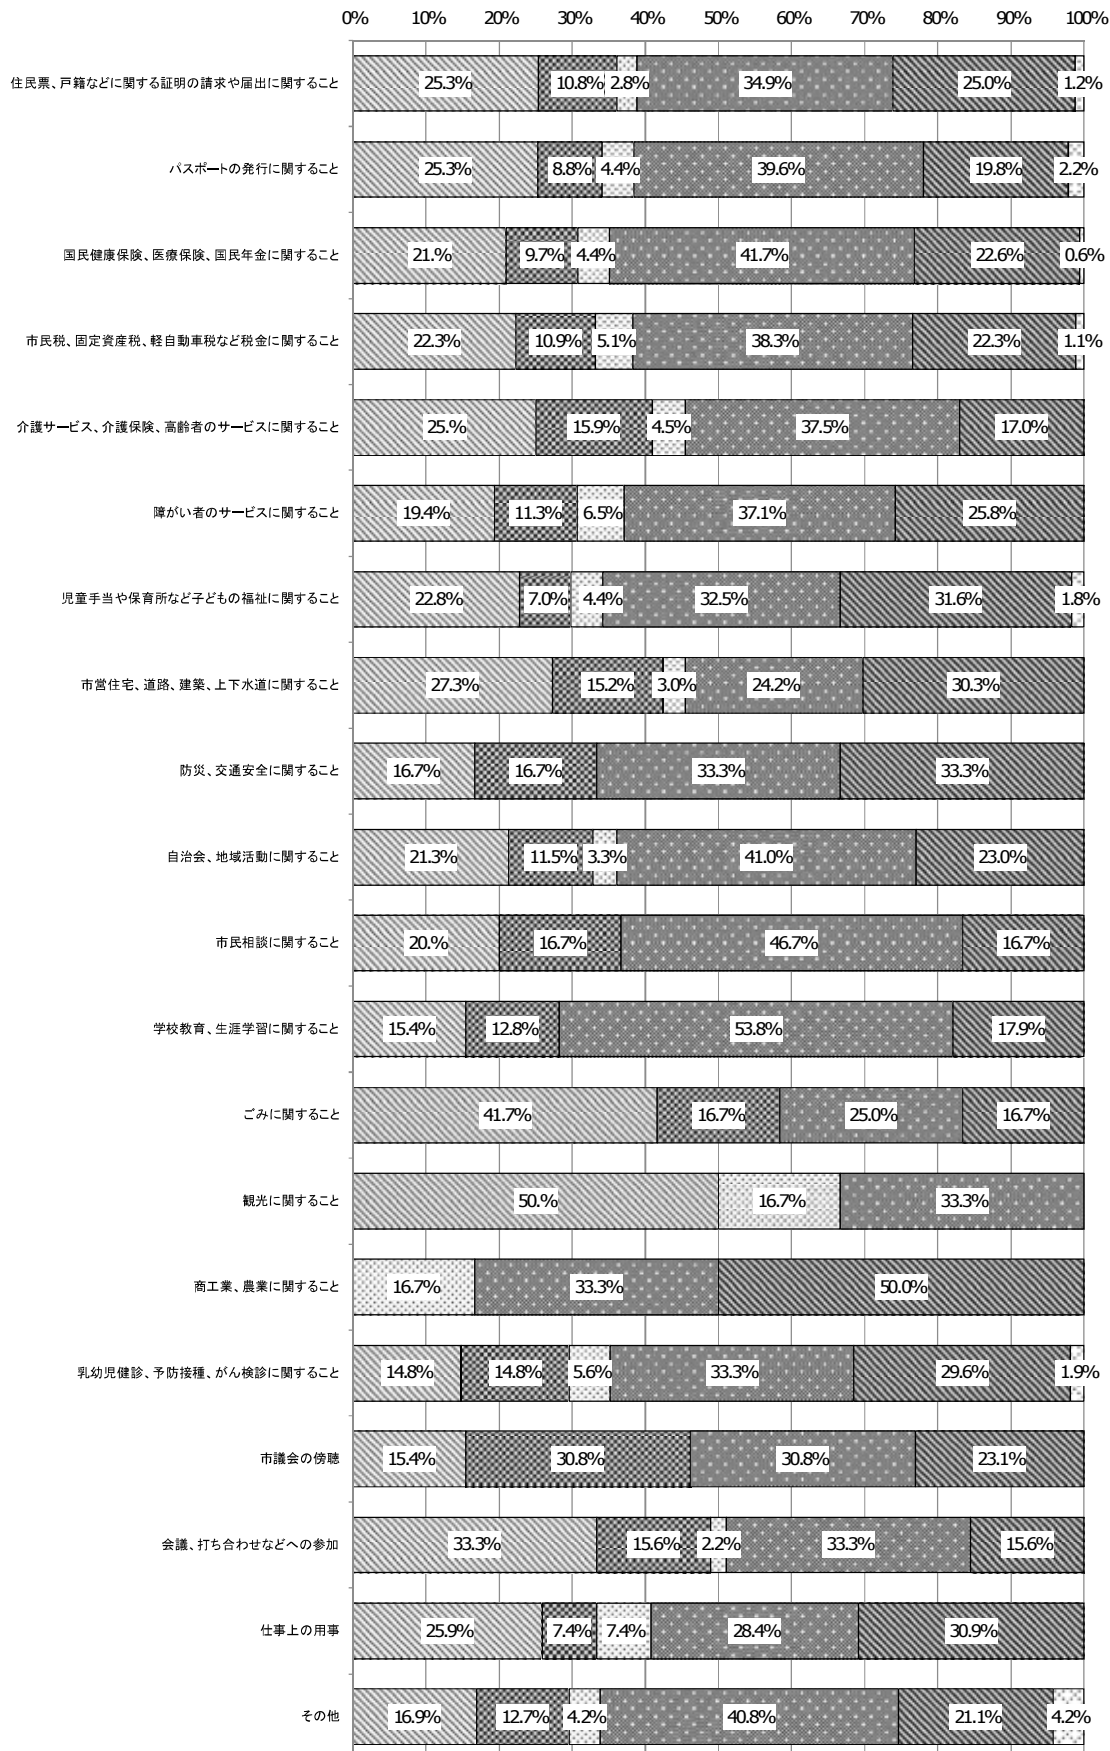 0% 10% 20% 30% 40% 50% 60% 70% 80% 90% 100%
住民票、戸籍などに関する証明の請求や届出に関すること 25.3% 10.8% 2.8% 34.9% 25.0% 1.2%
パスポートの発行に関すること 25.3% 8.8% 4.4% 39.6% 19.8% 2.2%
国民健康保険、医療保険、国民年金に関すること 21.% 9.7% 4.4% 41.7% 22.6% 0.6%
市民税、固定資産税、軽自動車税など税金に関すること 22.3% 10.9% 5.1% 38.3% 22.3% 1.1%
介護サービス、介護保険、高齢者のサービスに関すること 25.% 15.9% 4.5% 37.5% 17.0%
障がい者のサービスに関すること 19.4% 11.3% 6.5% 37.1% 25.8%
児童手当や保育所など子どもの福祉に関すること 22.8% 7.0% 4.4% 32.5% 31.6% 1.8%
市営住宅、道路、建築、上下水道に関すること 27.3% 15.2% 3.0% 24.2% 30.3%
防災、交通安全に関すること 16.7% 16.7% 33.3% 33.3%
自治会、地域活動に関すること 21.3% 11.5% 3.3% 41.0% 23.0%
市民相談に関すること 20.% 16.7% 46.7% 16.7%
学校教育、生涯学習に関すること 15.4% 12.8% 53.8% 17.9%
ごみに関すること 41.7% 16.7% 25.0% 16.7%
観光に関すること 50.% 16.7% 33.3%
商工業、農業に関すること 16.7% 33.3% 50.0%
乳幼児健診、予防接種、がん検診に関すること 14.8% 14.8% 5.6% 33.3% 29.6% 1.9%
市議会の傍聴 15.4% 30.8% 30.8% 23.1%
会議、打ち合わせなどへの参加 33.3% 15.6% 2.2% 33.3% 15.6%
仕事上の用事 25.9% 7.4% 7.4% 28.4% 30.9%
その他 16.9% 12.7% 4.2% 40.8% 21.1% 4.2%